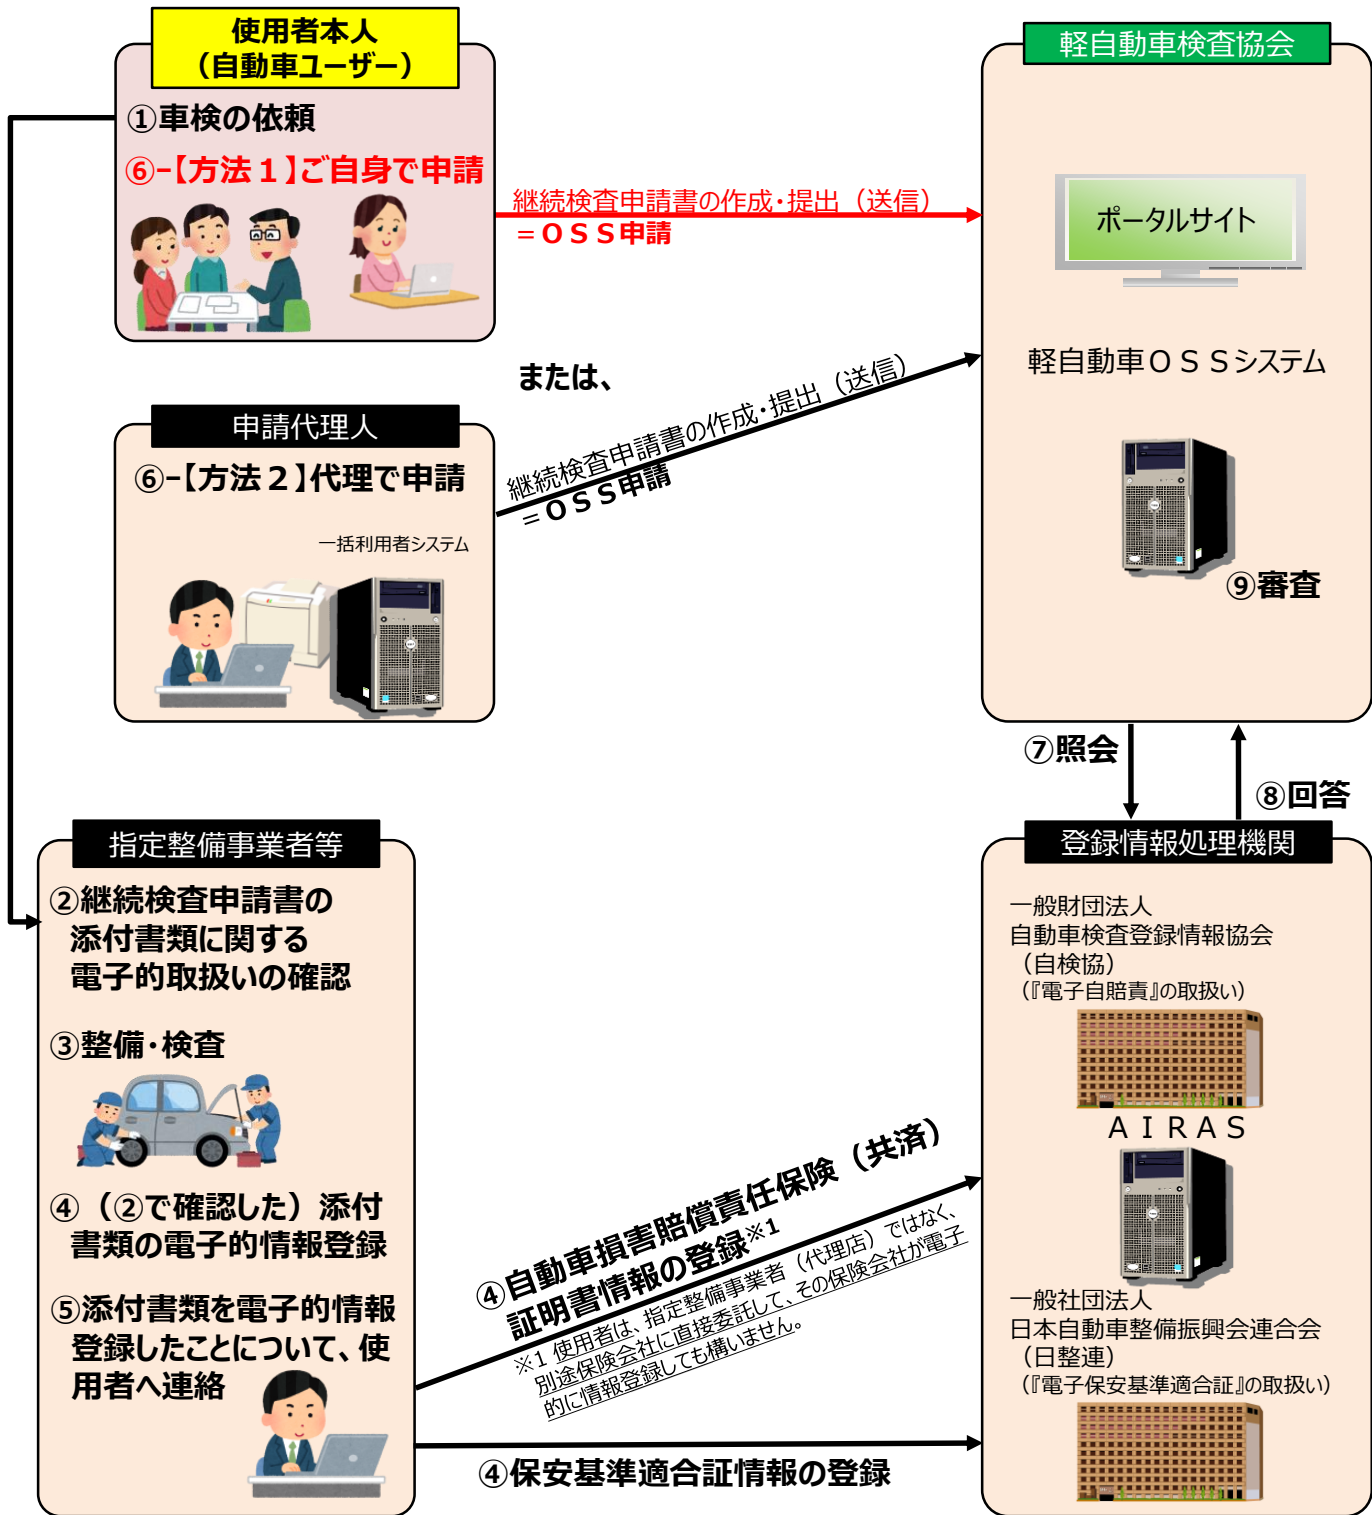 使用者本人
（自動車ユーザー）
①車検の依頼
⑥-【方法１】ご自身で申請
継続検査申請書の作成・提出（送信）
＝ＯＳＳ申請
軽自動車検査協会
ポータルサイト
軽自動車ＯＳＳシステム
⑨審査
または、
継続検査申請書の作成・提出（送信）
＝ＯＳＳ申請
申請代理人
⑥-【方法２】代理で申請
一括利用者システム
⑦照会
⑧回答
指定整備事業者等
②継続検査申請書の
添付書類に関する
電子的取扱いの確認
③整備・検査
④（②で確認した）添付
書類の電子的情報登録
⑤添付書類を電子的情報
登録したことについて、使
用者へ連絡
④自動車損害賠償責任保険（共済）
証明書情報の登録※1
※1 使用者は、指定整備事業者（代理店）ではなく、
別途保険会社に直接委託して、その保険会社が電子
的に情報登録しても構いません。
④保安基準適合証情報の登録
登録情報処理機関
一般財団法人
自動車検査登録情報協会
（自検協）
（『電子自賠責』の取扱い）
ＡＩＲＡＳ
一般社団法人
日本自動車整備振興会連合会
（日整連）
（『電子保安基準適合証』の取扱い）